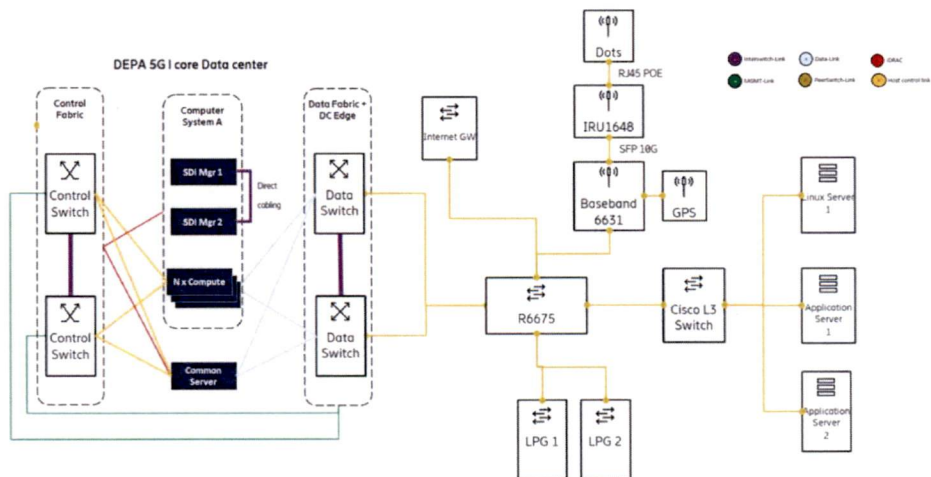 DEPA 5G I core Data center
Control
Fabric
Computer
System A
Data Fabric +
DC Edge
Control
Switch
Control
Switch
SDI Mgr 1
SDI Mgr 2
Direct
cabling
N x Compute
Common
Server
Data
Switch
Data
Switch
Internet GW
Dots
RJ45 POE
IRU1648
SFP 10G
Baseband
6631
GPS
R6675
Cisco L3
Switch
LPG 1
LPG 2
Linux Server
1
Application
Server
1
Application
Server
2
Interswitch-Link
Data-Link
iDRAC
PeerSwitch-Link
Host control link